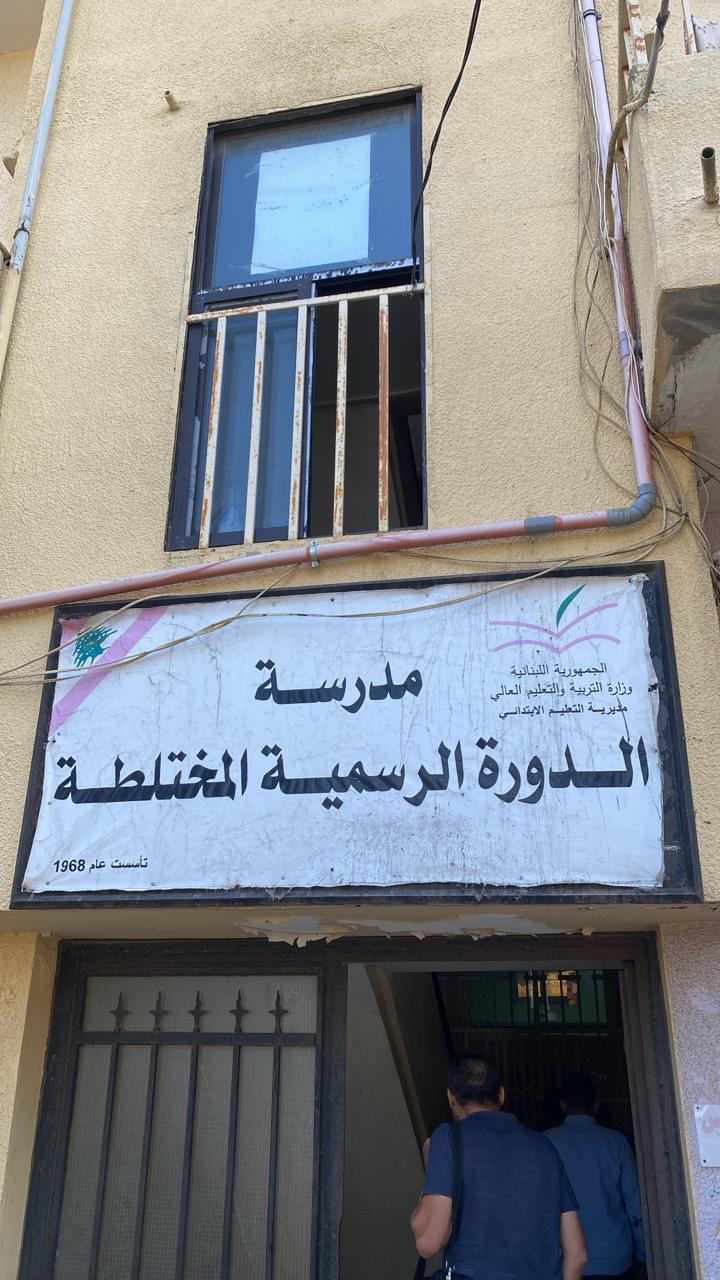 الجمهورية اللبنانية
وزارة التربية والتعليم العالي
مديرية التعليم الابتدائي
مدرسة
الدورة الرسمية المختلطة
تأسست عام 1968